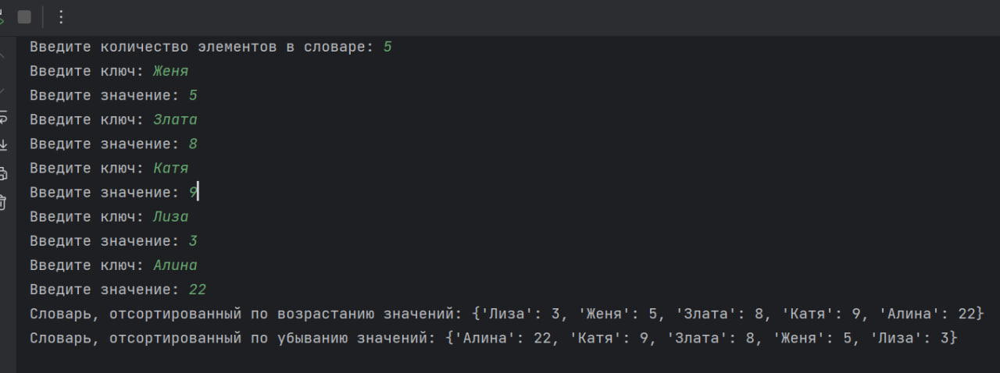 Введите количество элементов в словаре: 5
Введите ключ: Женя
Введите значение: 5
Введите ключ: Злата
Введите значение: 8
Введите ключ: Катя
Введите значение: 9
Введите ключ: Лиза
Введите значение: 3
Введите ключ: Алина
Введите значение: 22
Словарь, отсортированный по возрастанию значений: {'Лиза': 3, 'Женя': 5, 'Злата': 8, 'Катя': 9, 'Алина': 22}
Словарь, отсортированный по убыванию значений: {'Алина': 22, 'Катя': 9, 'Злата': 8, 'Женя': 5, 'Лиза': 3}